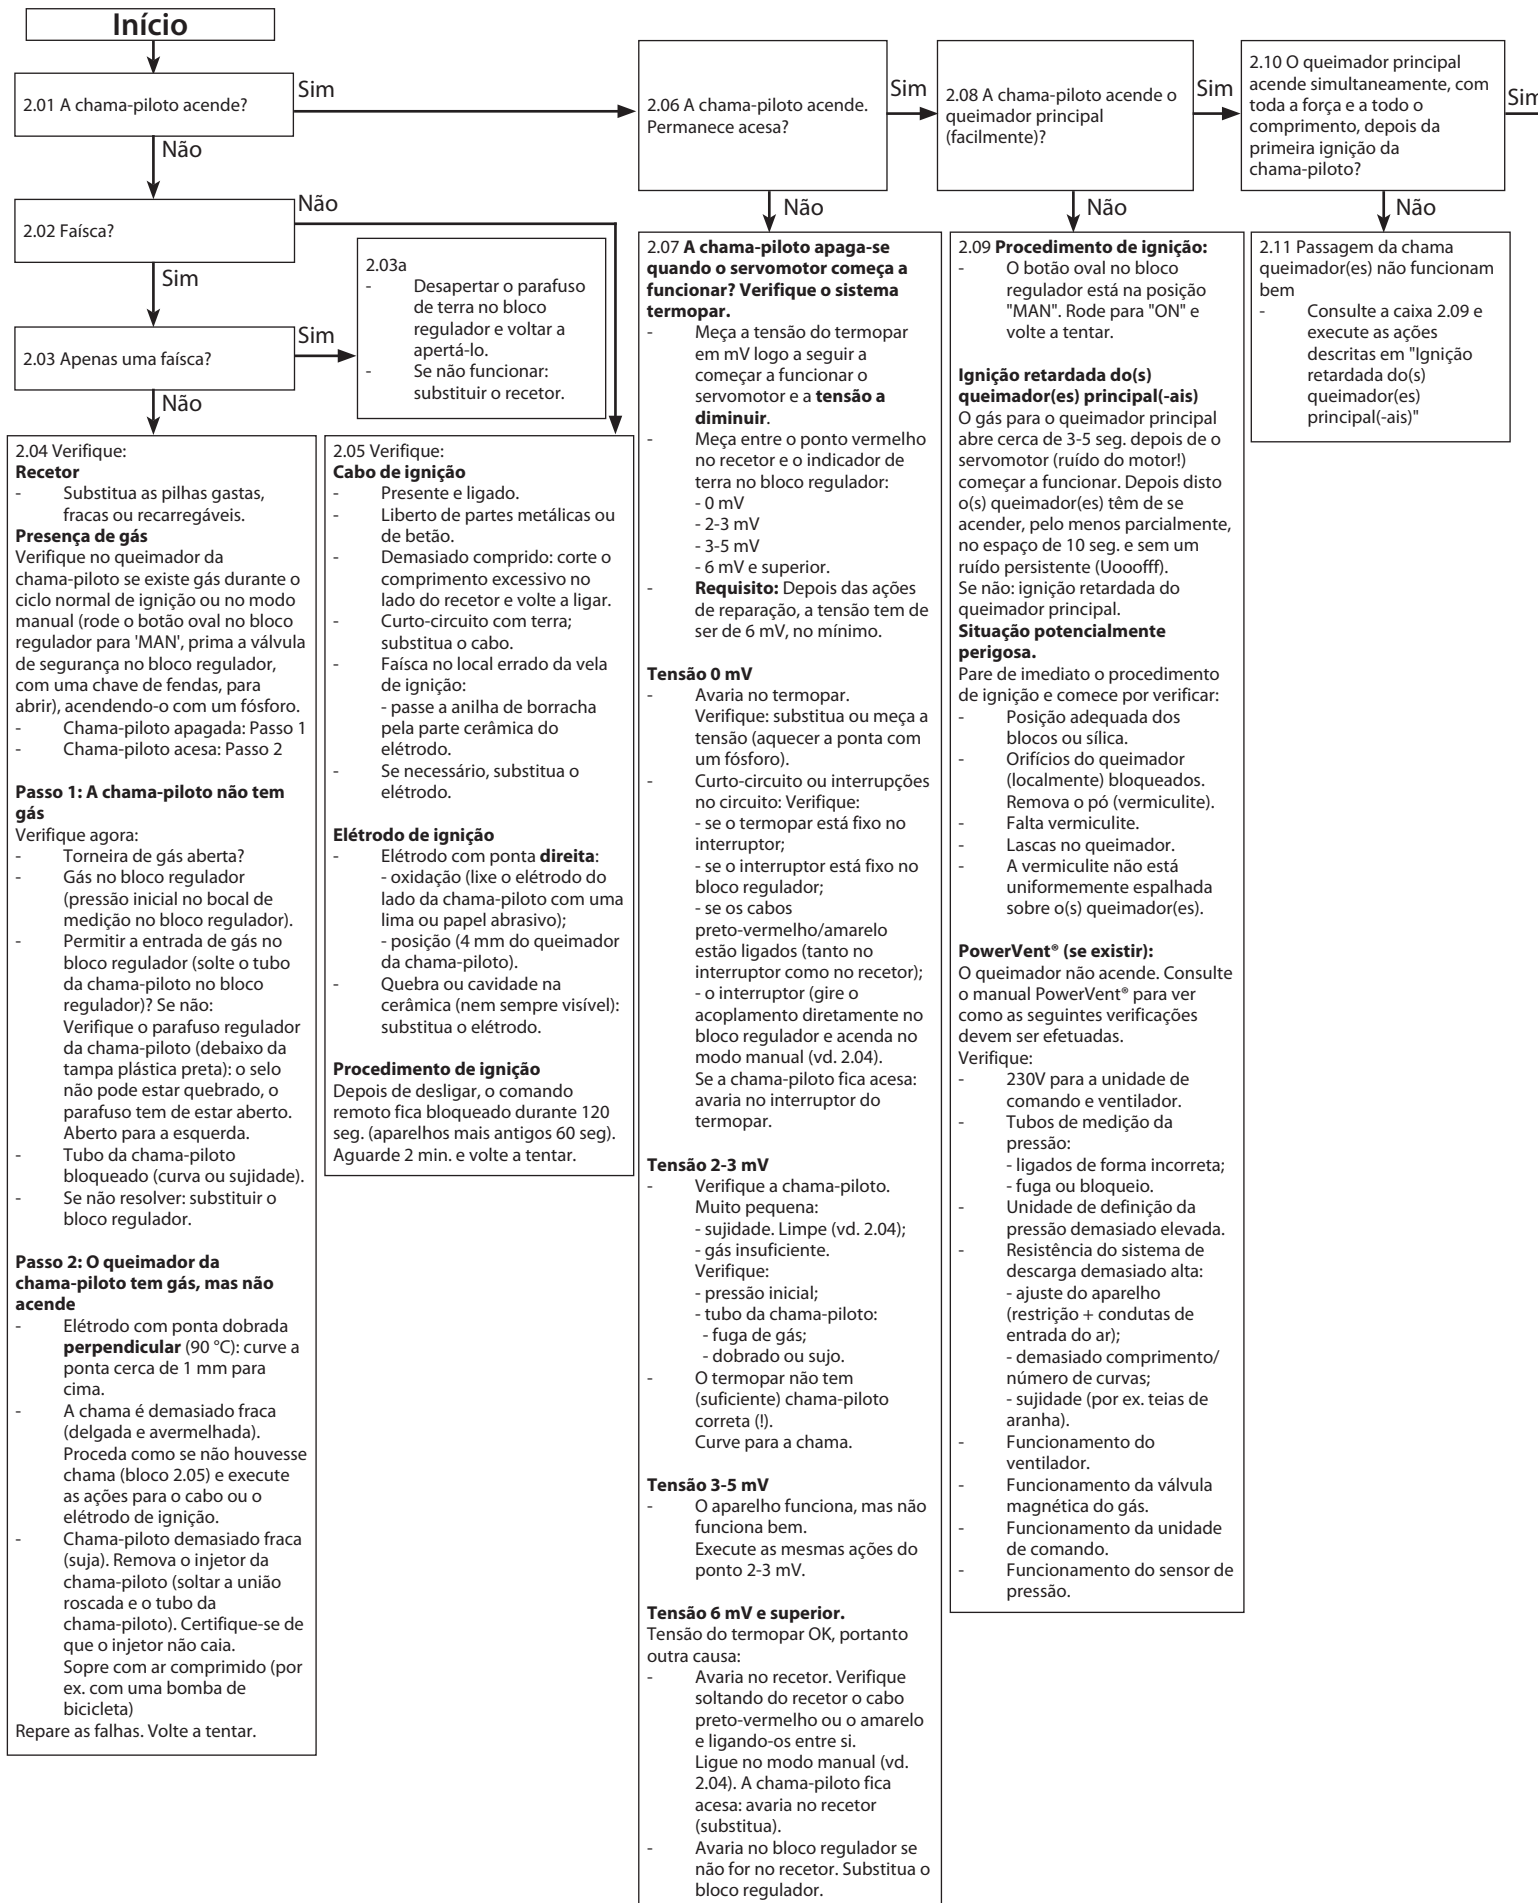 Início
2.01 A chama-piloto acende?
Sim
Não
2.02 Faísca?
Não
Sim
2.03 Apenas uma faísca?
Sim
Não
2.03a
- Desapertar o parafuso
de terra no bloco
regulador e voltar a
apertá-lo.
- Se não funcionar:
substituir o recetor.
2.04 Verifique:
Recetor
- Substitua as pilhas gastas,
fracas ou recarregáveis.
Presença de gás
Verifique no queimador da
chama-piloto se existe gás durante o
ciclo normal de ignição ou no modo
manual (rode o botão oval no bloco
regulador para 'MAN', prima a válvula
de segurança no bloco regulador,
com uma chave de fendas, para
abrir), acendendo-o com um fósforo.
- Chama-piloto apagada: Passo 1
- Chama-piloto acesa: Passo 2
Passo 1: A chama-piloto não tem
gás
Verifique agora:
- Torneira de gás aberta?
- Gás no bloco regulador
(pressão inicial no bocal de
medição no bloco regulador).
- Permitir a entrada de gás no
bloco regulador (solte o tubo
da chama-piloto no bloco
regulador)? Se não:
Verifique o parafuso regulador
da chama-piloto (debaixo da
tampa plástica preta): o selo
não pode estar quebrado, o
parafuso tem de estar aberto.
Aberto para a esquerda.
- Tubo da chama-piloto
bloqueado (curva ou sujidade).
- Se não resolver: substituir o
bloco regulador.
Passo 2: O queimador da
chama-piloto tem gás, mas não
acende
- Elétrodo com ponta dobrada
perpendicular (90 °C): curve a
ponta cerca de 1 mm para
cima.
- A chama é demasiado fraca
(delgada e avermelhada).
Proceda como se não houvesse
chama (bloco 2.05) e execute
as ações para o cabo ou o
elétrodo de ignição.
- Chama-piloto demasiado fraca
(suja). Remova o injetor da
chama-piloto (soltar a união
roscada e o tubo da
chama-piloto). Certifique-se de
que o injetor não caia.
Sopre com ar comprimido (por
ex. com uma bomba de
bicicleta)
Repare as falhas. Volte a tentar.
2.05 Verifique:
Cabo de ignição
- Presente e ligado.
- Liberto de partes metálicas ou
de betão.
- Demasiado comprido: corte o
comprimento excessivo no
lado do recetor e volte a ligar.
- Curto-circuito com terra;
substitua o cabo.
- Faísca no local errado da vela
de ignição:
- passe a anilha de borracha
pela parte cerâmica do
elétrodo.
- Se necessário, substitua o
elétrodo.
Elétrodo de ignição
- Elétrodo com ponta direita:
- oxidação (lixe o elétrodo do
lado da chama-piloto com uma
lima ou papel abrasivo);
- posição (4 mm do queimador
da chama-piloto).
- Quebra ou cavidade na
cerâmica (nem sempre visível):
substitua o elétrodo.
Procedimento de ignição
Depois de desligar, o comando
remoto fica bloqueado durante 120
seg. (aparelhos mais antigos 60 seg).
Aguarde 2 min. e volte a tentar.
2.06 A chama-piloto acende.
Permanece acesa?
Sim
Não
2.07 A chama-piloto apaga-se
quando o servomotor começa a
funcionar? Verifique o sistema
termopar.
- Meça a tensão do termopar
em mV logo a seguir a
começar a funcionar o
servomotor e a tensão a
diminuir.
- Meça entre o ponto vermelho
no recetor e o indicador de
terra no bloco regulador:
- 0 mV
- 2-3 mV
- 3-5 mV
- 6 mV e superior.
- Requisito: Depois das ações
de reparação, a tensão tem de
ser de 6 mV, no mínimo.
Tensão 0 mV
- Avaria no termopar.
Verifique: substitua ou meça a
tensão (aquecer a ponta com
um fósforo).
- Curto-circuito ou interrupções
no circuito: Verifique:
- se o termopar está fixo no
interruptor;
- se o interruptor está fixo no
bloco regulador;
- se os cabos
preto-vermelho/amarelo
estão ligados (tanto no
interruptor como no recetor);
- o interruptor (gire o
acoplamento diretamente no
bloco regulador e acenda no
modo manual (vd. 2.04).
Se a chama-piloto fica acesa:
avaria no interruptor do
termopar.
Tensão 2-3 mV
- Verifique a chama-piloto.
Muito pequena:
- sujidade. Limpe (vd. 2.04);
- gás insuficiente.
Verifique:
- pressão inicial;
- tubo da chama-piloto:
- fuga de gás;
- dobrado ou sujo.
- O termopar não tem
(suficiente) chama-piloto
correta (!).
Curve para a chama.
Tensão 3-5 mV
- O aparelho funciona, mas não
funciona bem.
Execute as mesmas ações do
ponto 2-3 mV.
Tensão 6 mV e superior.
Tensão do termopar OK, portanto
outra causa:
- Avaria no recetor. Verifique
soltando do recetor o cabo
preto-vermelho ou o amarelo
e ligando-os entre si.
Ligue no modo manual (vd.
2.04). A chama-piloto fica
acesa: avaria no recetor
(substitua).
- Avaria no bloco regulador se
não for no recetor. Substitua o
bloco regulador.
2.08 A chama-piloto acende o
queimador principal
(facilmente)?
Sim
Não
2.09 Procedimento de ignição:
- O botão oval no bloco
regulador está na posição
"MAN". Rode para "ON" e
volte a tentar.
Ignição retardada do(s)
queimador(es) principal(-ais)
O gás para o queimador principal
abre cerca de 3-5 seg. depois de o
servomotor (ruído do motor!)
começar a funcionar. Depois disto
o(s) queimador(es) têm de se
acender, pelo menos parcialmente,
no espaço de 10 seg. e sem um
ruído persistente (Uooofff).
Se não: ignição retardada do
queimador principal.
Situação potencialmente
perigosa.
Pare de imediato o procedimento
de ignição e comece por verificar:
- Posição adequada dos
blocos ou sílica.
- Orifícios do queimador
(localmente) bloqueados.
Remova o pó (vermiculite).
- Falta vermiculite.
- Lascas no queimador.
- A vermiculite não está
uniformemente espalhada
sobre o(s) queimador(es).
PowerVent® (se existir):
O queimador não acende. Consulte
o manual PowerVent® para ver
como as seguintes verificações
devem ser efetuadas.
Verifique:
- 230V para a unidade de
comando e ventilador.
- Tubos de medição da
pressão:
- ligados de forma incorreta;
- fuga ou bloqueio.
- Unidade de definição da
pressão demasiado elevada.
- Resistência do sistema de
descarga demasiado alta:
- ajuste do aparelho
(restrição + condutas de
entrada do ar);
- demasiado comprimento/
número de curvas;
- sujidade (por ex. teias de
aranha).
- Funcionamento do
ventilador.
- Funcionamento da válvula
magnética do gás.
- Funcionamento da unidade
de comando.
- Funcionamento do sensor de
pressão.
2.10 O queimador principal
acende simultaneamente, com
toda a força e a todo o
comprimento, depois da
primeira ignição da
chama-piloto?
Sim
Não
2.11 Passagem da chama
queimador(es) não funcionam
bem
- Consulte a caixa 2.09 e
execute as ações
descritas em "Ignição
retardada do(s)
queimador(es)
principal(-ais)"